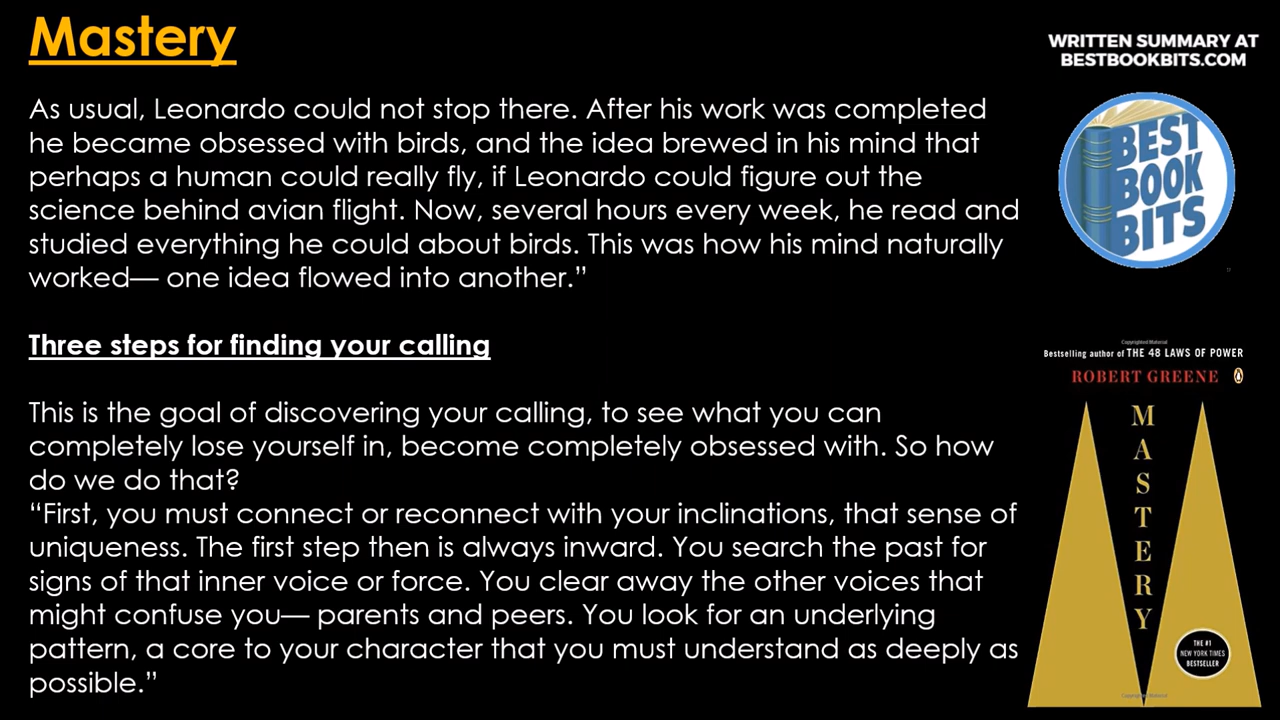 Mastery
As usual, Leonardo could not stop there. After his work was completed
he became obsessed with birds, and the idea brewed in his mind that
perhaps a human could really fly, if Leonardo could figure out the
science behind avian flight. Now, several hours every week, he read and
studied everything he could about birds. This was how his mind naturally
worked— one idea flowed into another.”
Three steps for finding your calling
This is the goal of discovering your calling, to see what you can
completely lose yourself in, become completely obsessed with. So how
do we do that?
“First, you must connect or reconnect with your inclinations, that sense of
uniqueness. The first step then is always inward. You search the past for
signs of that inner voice or force. You clear away the other voices that
might confuse you— parents and peers. You look for an underlying
pattern, a core to your character that you must understand as deeply as
possible.”
WRITTEN SUMMARY AT
BESTBOOKBITS.COM
BEST
BOOK
BITS
”
Copyrighted Material
Bestselling author of THE 48 LAWS OF POWER
ROBERT GREENE
M
A
S
T
E
R
Y
THE #1
NEW YORK TIMES
BESTSELLER